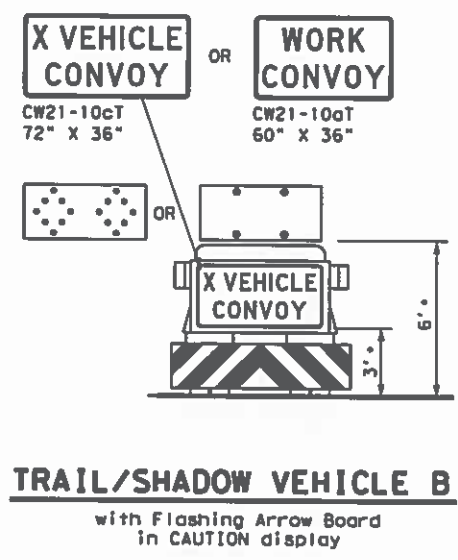 X VEHICLE
CONVOY
OR
WORK
CONVOY
CW21-10cT
72" X 36"
CW21-10aT
60" X 36"
OR
X VEHICLE
CONVOY
6'•
3'•
TRAIL/SHADOW VEHICLE B
with Flashing Arrow Board
in CAUTION display